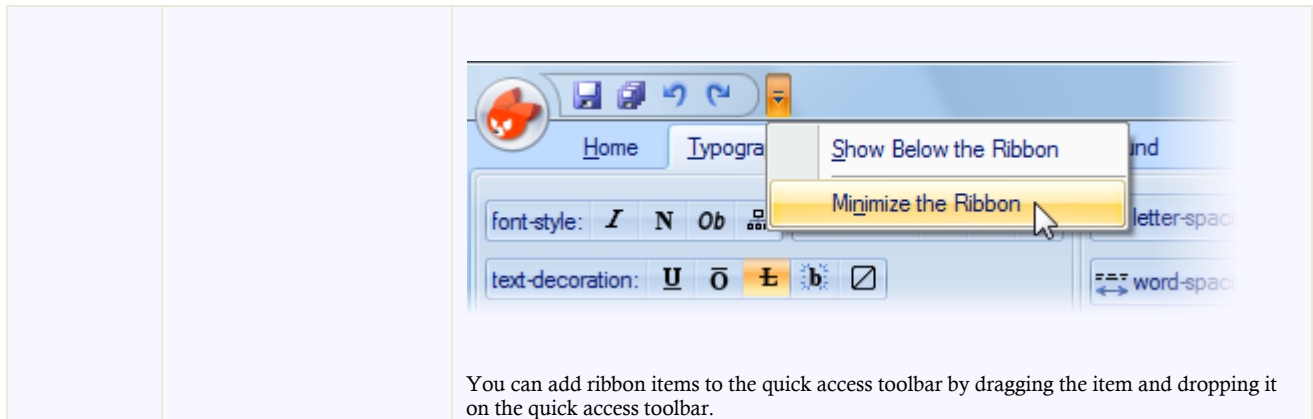 Home Typogra
Show Below the Ribbon
Minimize the Ribbon
font-style: I N Ob
letter-spac
text-decoration: U O L b
word-spac
You can add ribbon items to the quick access toolbar by dragging the item and dropping it
on the quick access toolbar.